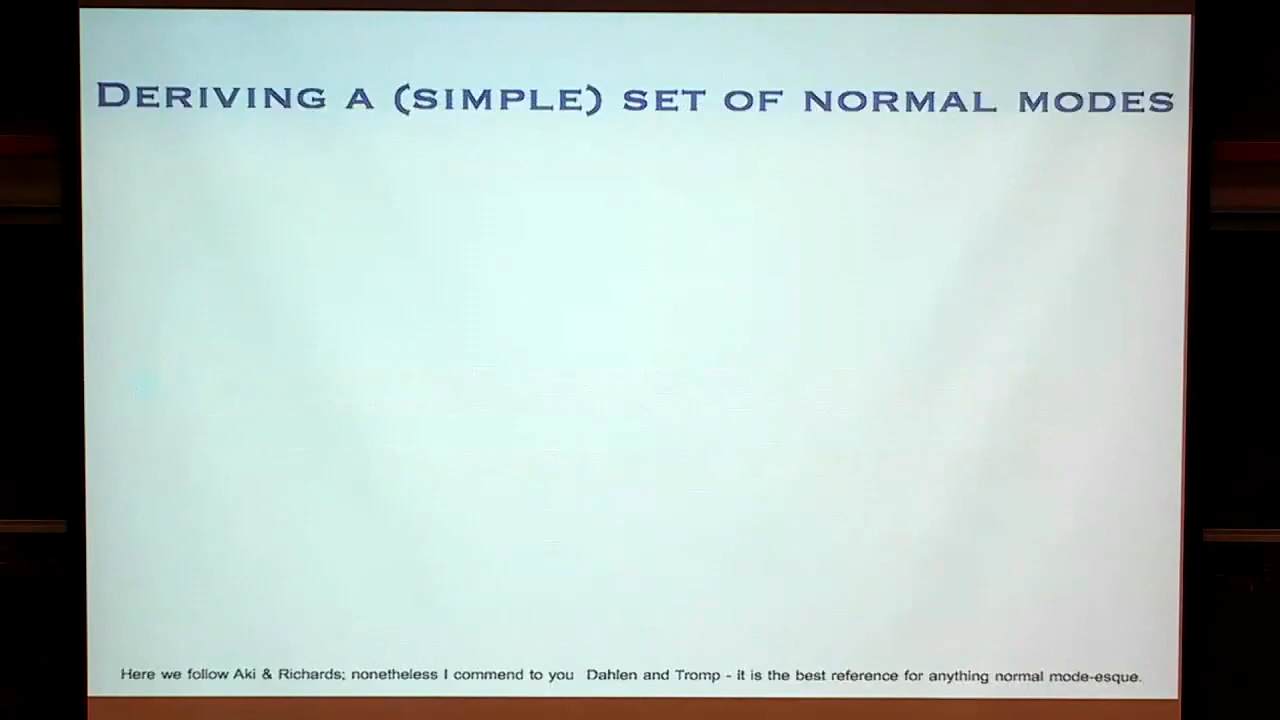 DERIVING A (SIMPLE) SET OF NORMAL MODES
Here we follow Aki & Richards; nonetheless I commend to you Dahlen and Tromp - it is the best reference for anything normal mode-esque.